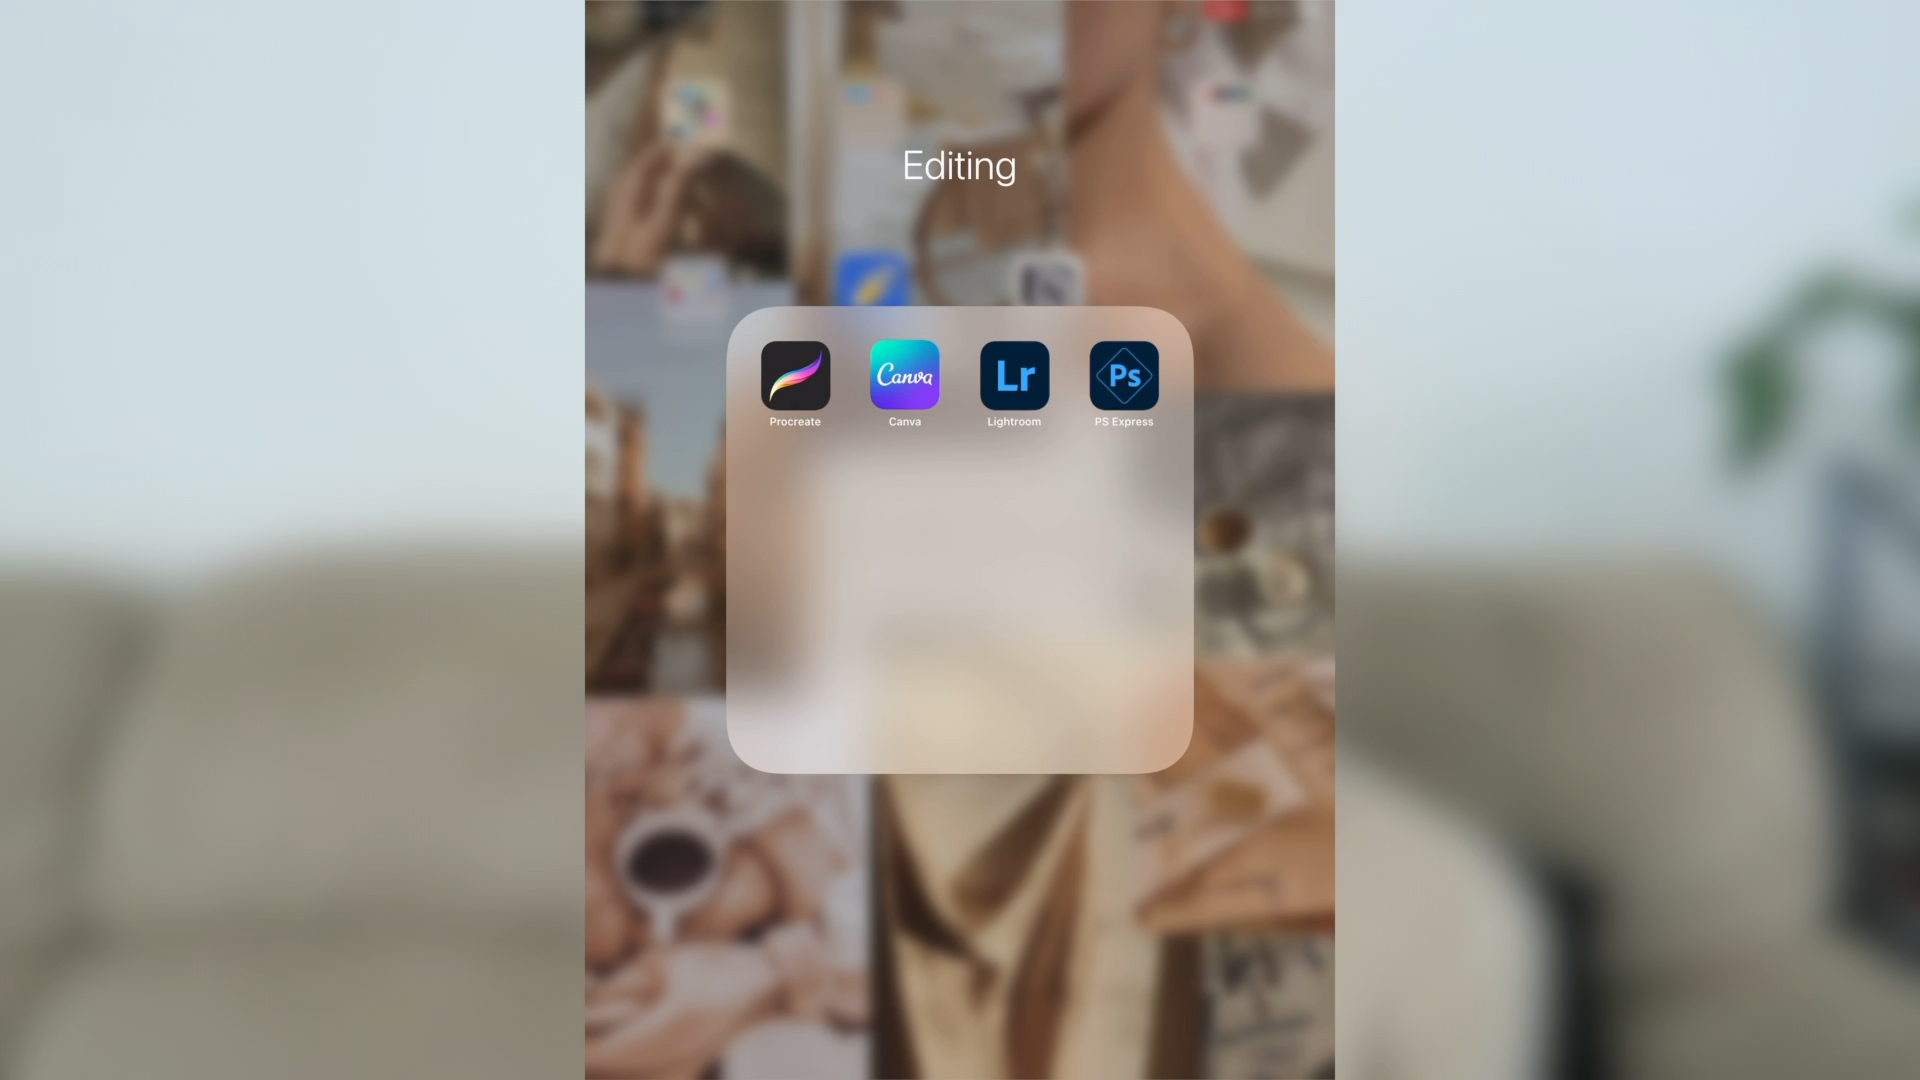 Editing
Canva
Lr
Ps
Procreate
Canva
Lightroom
PS Express